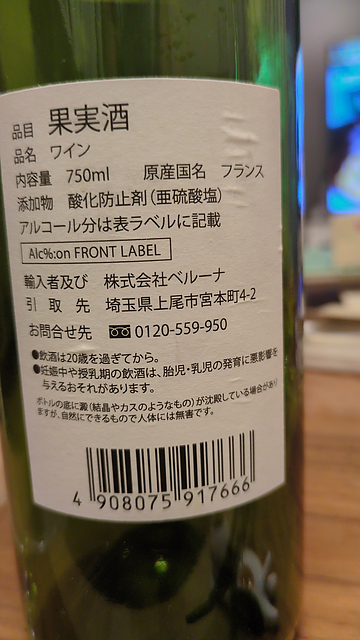 品目 果実酒
品名 ワイン
内容量 750ml 原産国名 フランス
添加物 酸化防止剤(亜硫酸塩)
アルコール分は表ラベルに記載
Alc%:on FRONT LABEL
輸入者及び 株式会社ベルーナ
引取先 埼玉県上尾市宮本町4-2
お問合せ先 0120-559-950
●飲酒は20歳を過ぎてから。
●妊娠中や授乳期の飲酒は、胎児・乳児の発育に悪影響を
与えるおそれがあります。
ボトルの底に澱(結晶やカスのようなもの)が沈殿している場合があり
ますが、自然にできるもので人体には無害です。
4 908075 917666